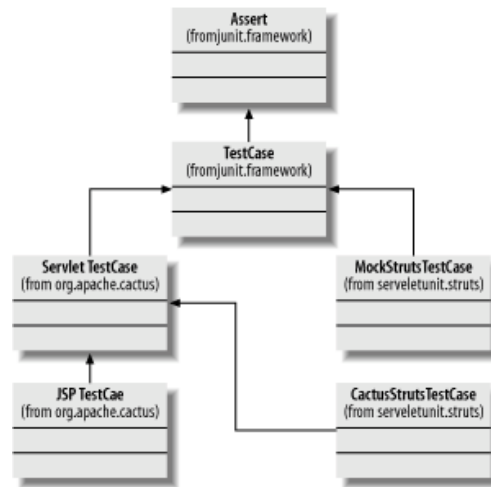 Assert
(fromjunit.framework)
TestCase
(fromjunit.framework)
Servlet TestCase
(from org.apache.cactus)
MockStrutsTestCase
(from serveletunit.struts)
JSP TestCae
(from org.apache.cactus)
CactusStrutsTestCase
(from serveletunit.struts)